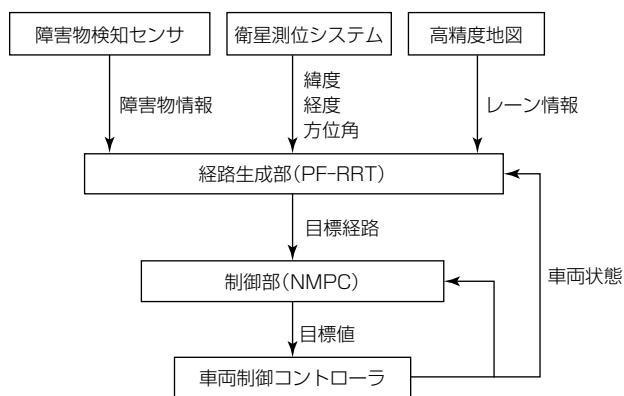 障害物検知センサ
衛星測位システム
高精度地図
障害物情報
緯度
経度
方位角
レーン情報
経路生成部(PF-RRT)
目標経路
制御部(NMPC)
車両状態
目標値
車両制御コントローラ